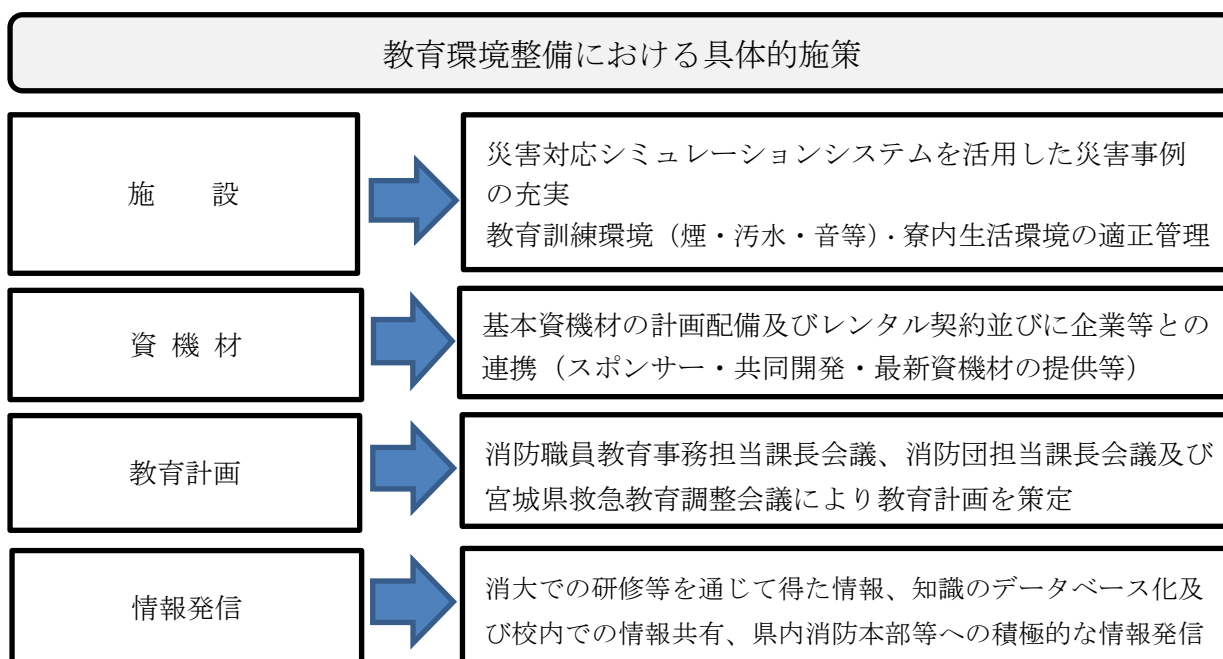 教育環境整備における具体的施策
施　　設
災害対応シミュレーションシステムを活用した災害事例
の充実
教育訓練環境（煙・汚水・音等）．寮内生活環境の適正管理
資 機 材
基本資機材の計画配備及びレンタル契約並びに企業等との
連携（スポンサー・共同開発・最新資機材の提供等）
教育計画
消防職員教育事務担当課長会議、消防団担当課長会議及び
宮城県救急教育調整会議により教育計画を策定
情報発信
消大での研修等を通じて得た情報、知識のデータベース化及
び校内での情報共有、県内消防本部等への積極的な情報発信